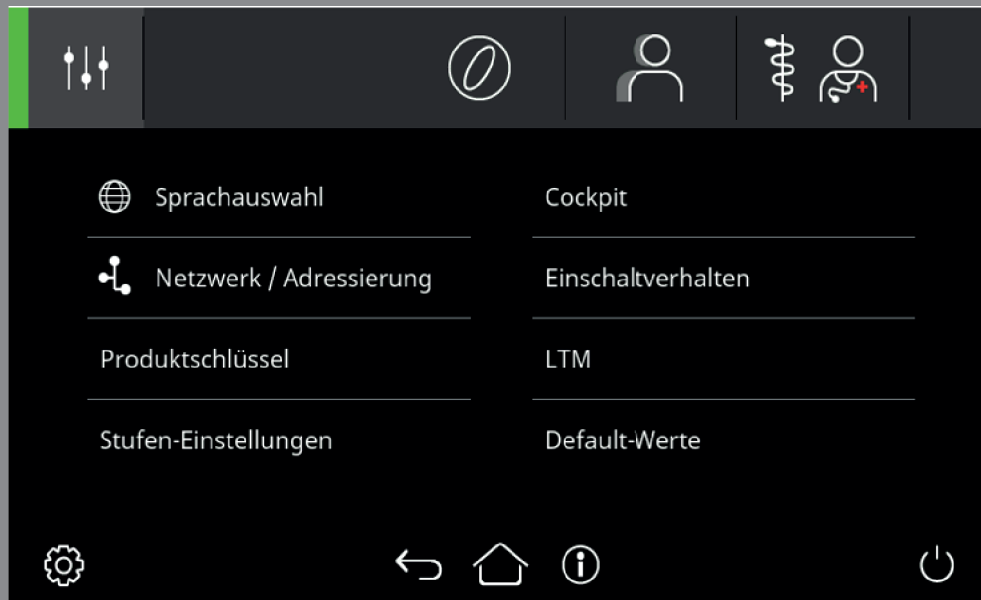 Sprachauswahl
Cockpit
Netzwerk / Adressierung
Einschaltverhalten
Produktschlüssel
LTM
Stufen-Einstellungen
Default-Werte